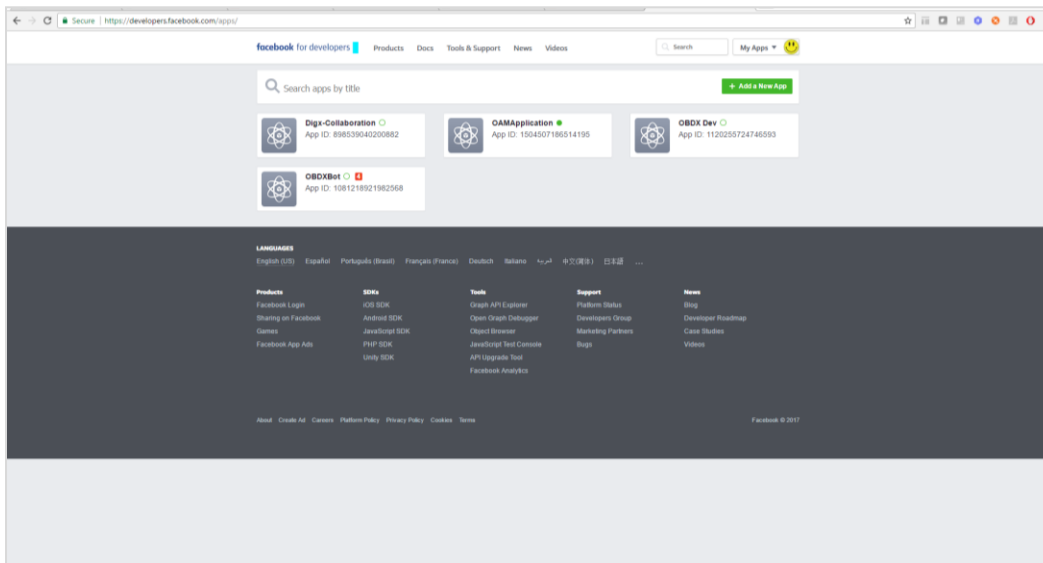 Secure | https://developers.facebook.com/apps/
facebook for developers Products Docs Tools & Support News Videos Search My Apps
Search apps by title + Add a New App
Digx-Collaboration
App ID: 898539040200882
OAMApplication
App ID: 1504507186514195
OBDX Dev
App ID: 1120255724746593
OBDXBot 4
App ID: 1081218921982568
LANGUAGES
English (US) Español Português (Brasil) Français (France) Deutsch Italiano العربية 中文(简体) 日本語 ...
Products
Facebook Login
Sharing on Facebook
Games
Facebook App Ads
SDKs
iOS SDK
Android SDK
JavaScript SDK
PHP SDK
Unity SDK
Tools
Graph API Explorer
Open Graph Debugger
Object Browser
JavaScript Test Console
API Upgrade Tool
Facebook Analytics
Support
Platform Status
Developers Group
Marketing Partners
Bugs
News
Blog
Developer Roadmap
Case Studies
Videos
About Create Ad Careers Platform Policy Privacy Policy Cookies Terms Facebook © 2017